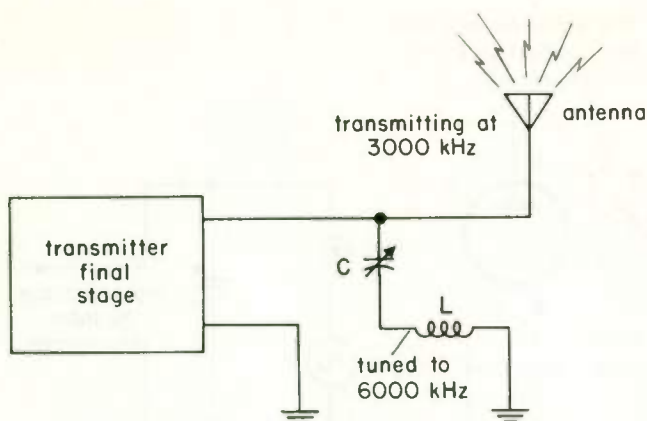 transmitting at
3000 kHz
antenna
transmitter
final
stage
C
L
tuned to
6000 kHz